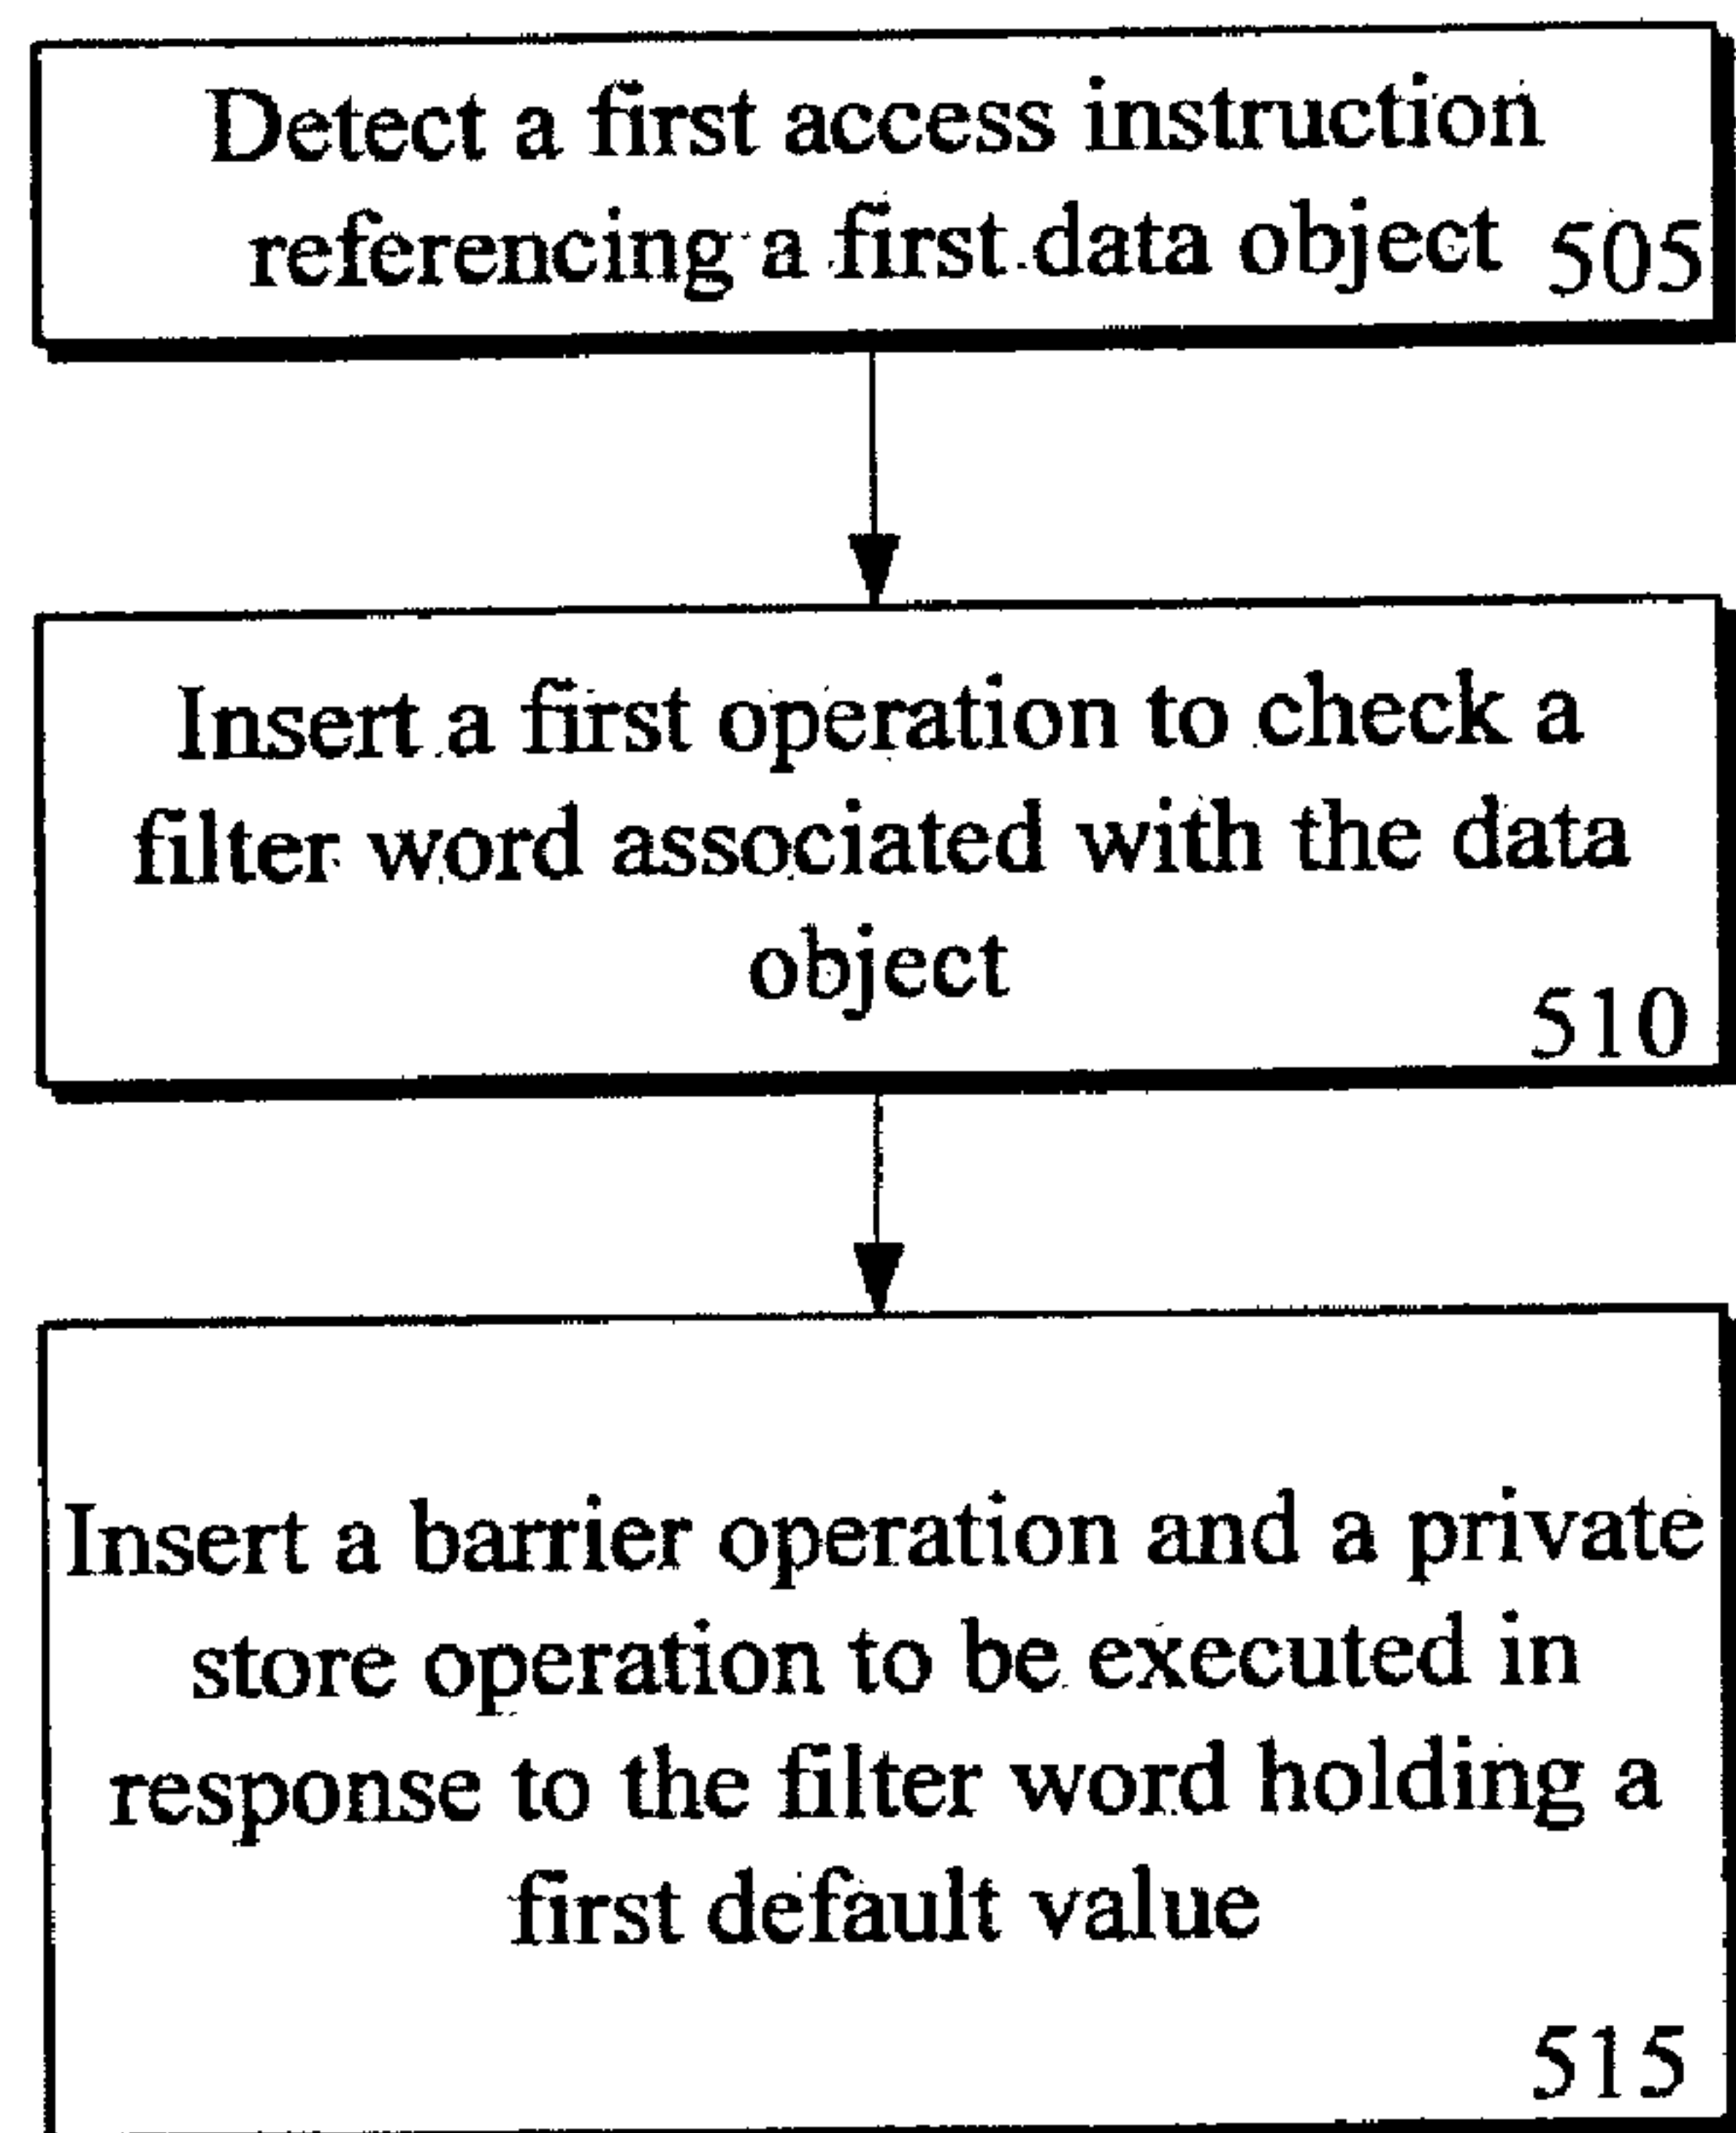 Detect a first access instruction
referencing a first data object 505
Insert a first operation to check a
filter word associated with the data
object
510
Insert a barrier operation and a private
store operation to be executed in
response to the filter word holding a
first default value
515